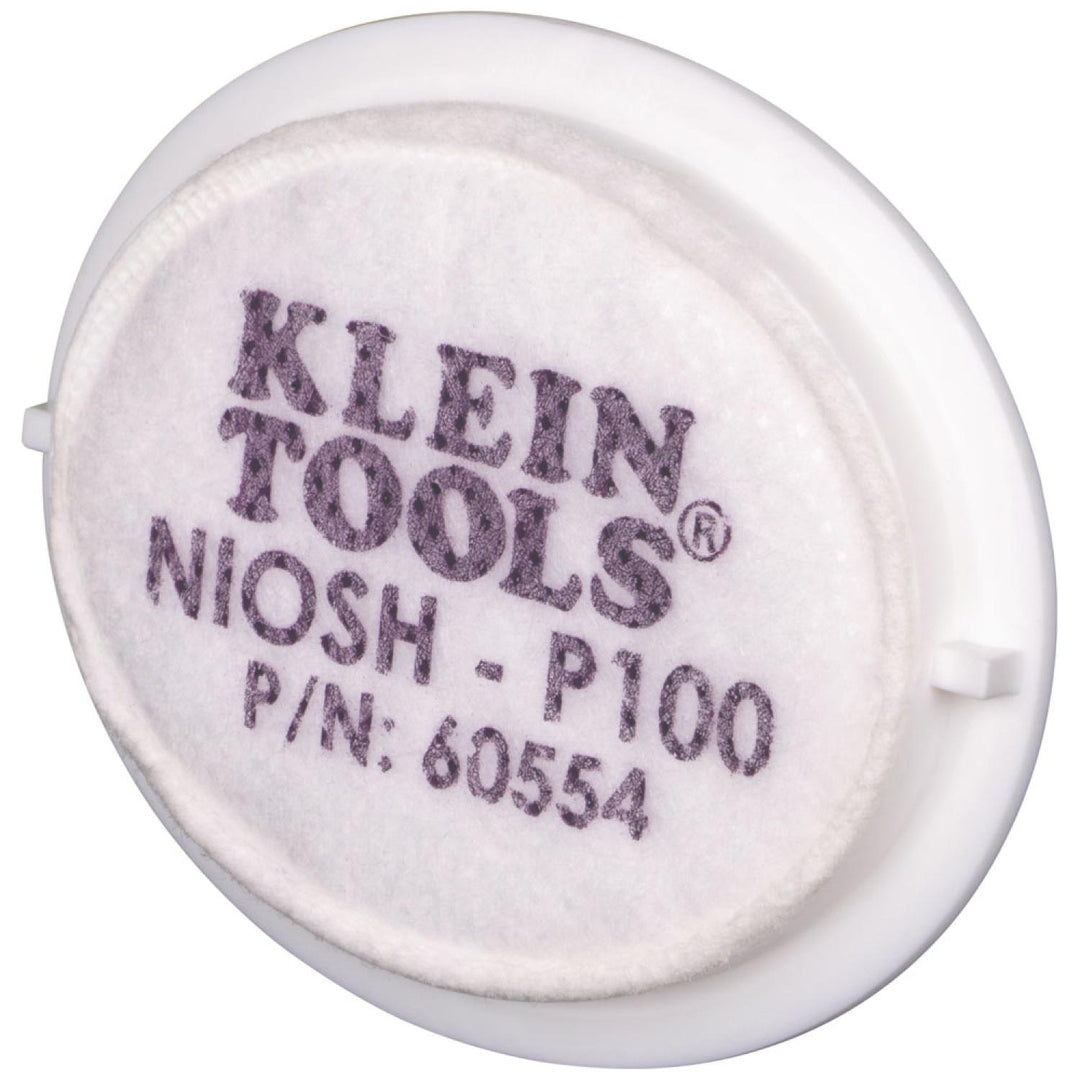 KLEIN
TOOLS®
NIOSH - P100
P/N: 60554